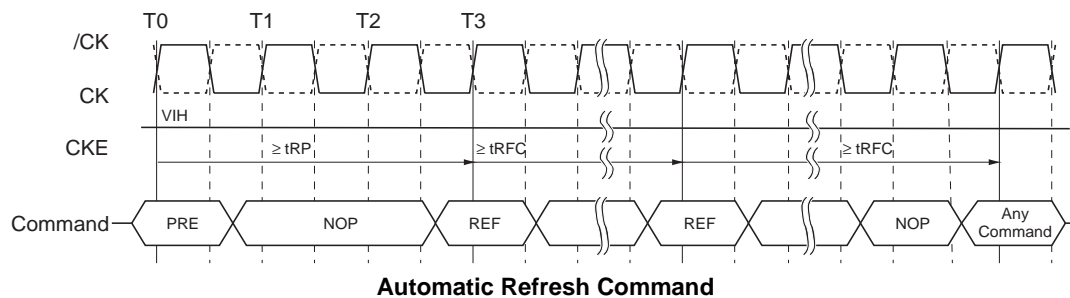 T0 T1 T2 T3
/CK
CK
VIH
CKE
≥ tRP ≥ tRFC ≥ tRFC
Command PRE NOP REF REF NOP Any Command
Automatic Refresh Command